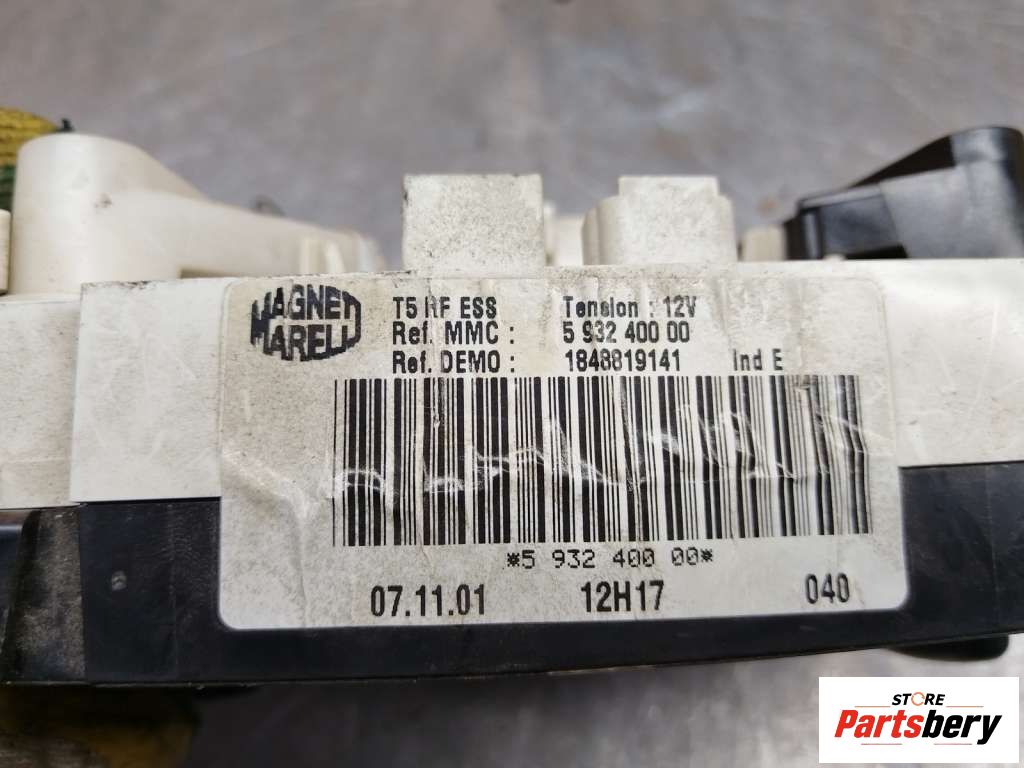 MAGNETI
MARELLI
T5 HF ESS Tension : 12V
Ref. MMC : 5 932 400 00
Ref. DEMO : 1848819141 Ind E
*5 932 400 00*
07.11.01 12H17 040
STORE
Partsbery